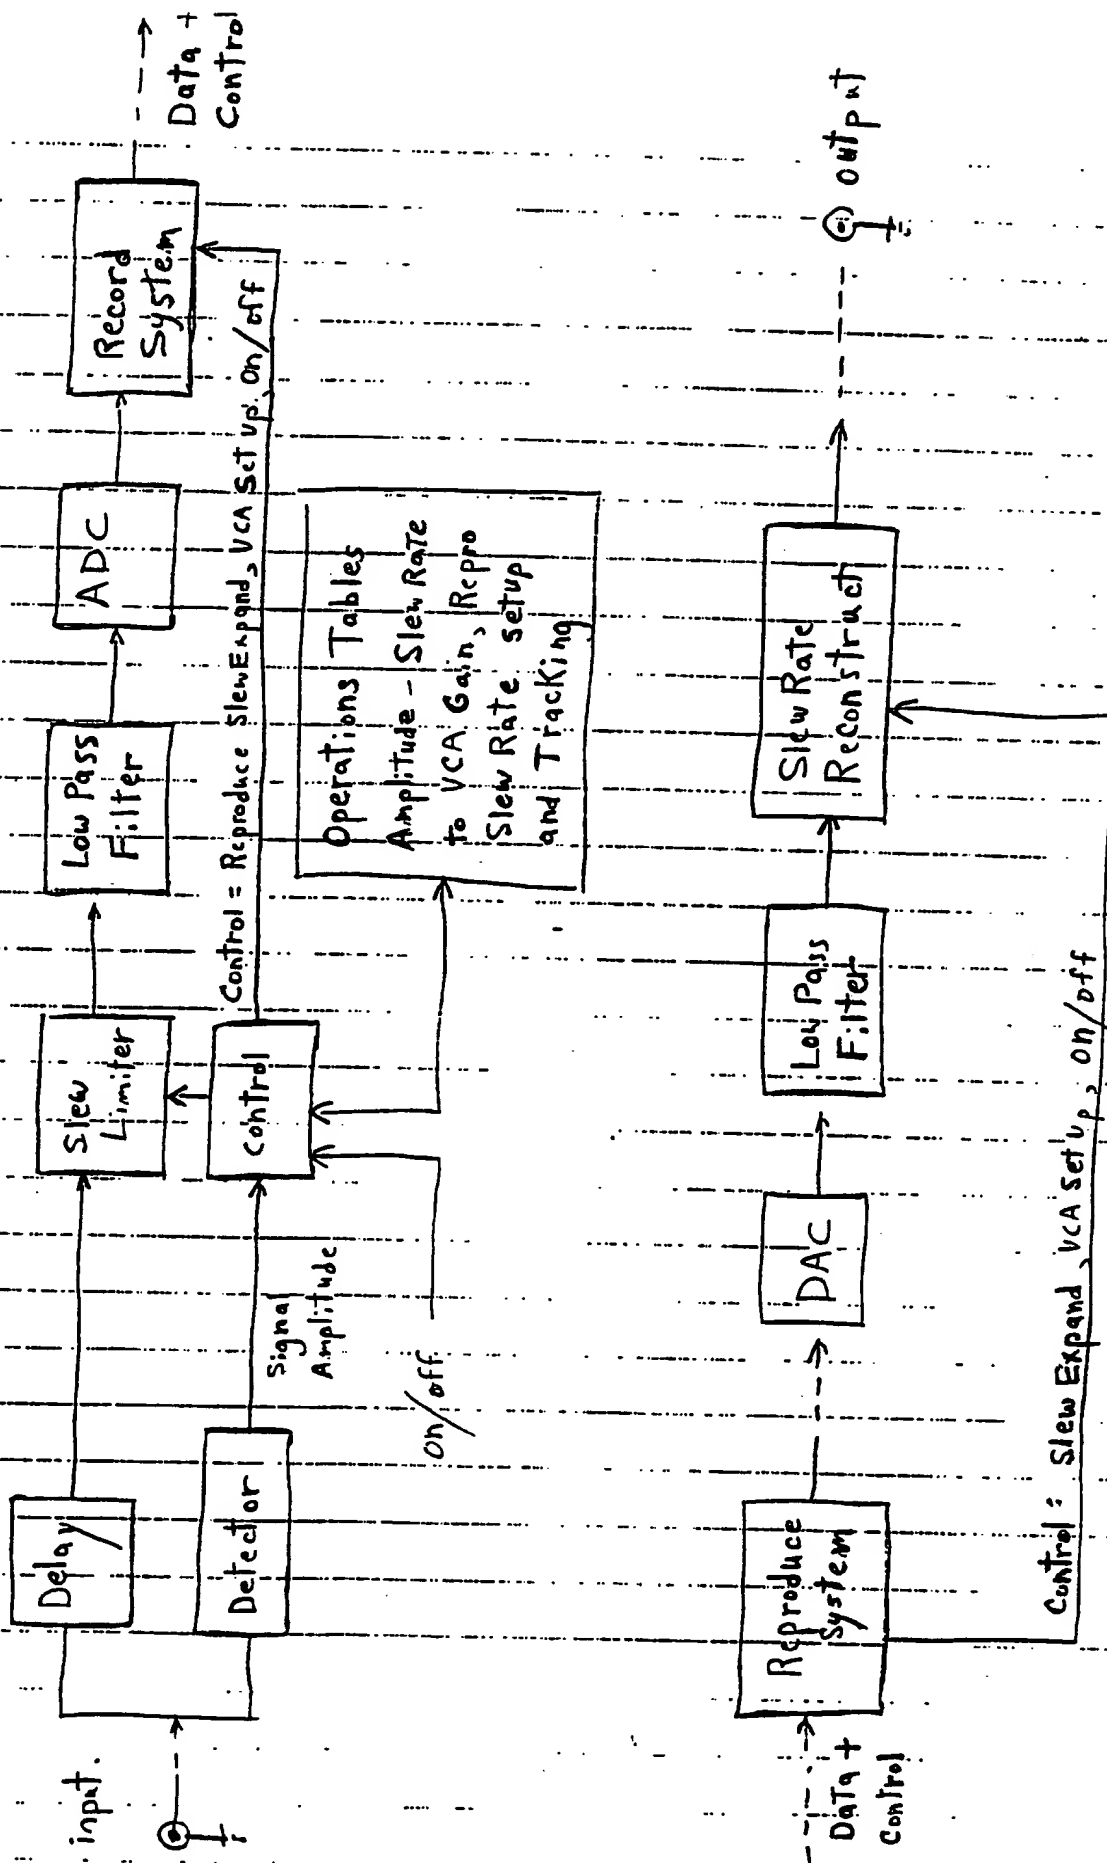 input.
Delay
Detector
Signal
Amplitude
on/off
Slew
Limiter
control
Low Pass
Filter
ADC
Record
System
Data +
Control
Control = Reproduce Slew Expand, VCA Set up, On/off
Operations Tables
Amplitude - Slew Rate
to VCA Gain, Repro
Slew Rate setup
and Tracking
Data +
Control
Reproduce
System
DAC
Low Pass
Filter
Slew Rate
Reconstruct
output
Control: Slew Expand, VCA set up, on/off